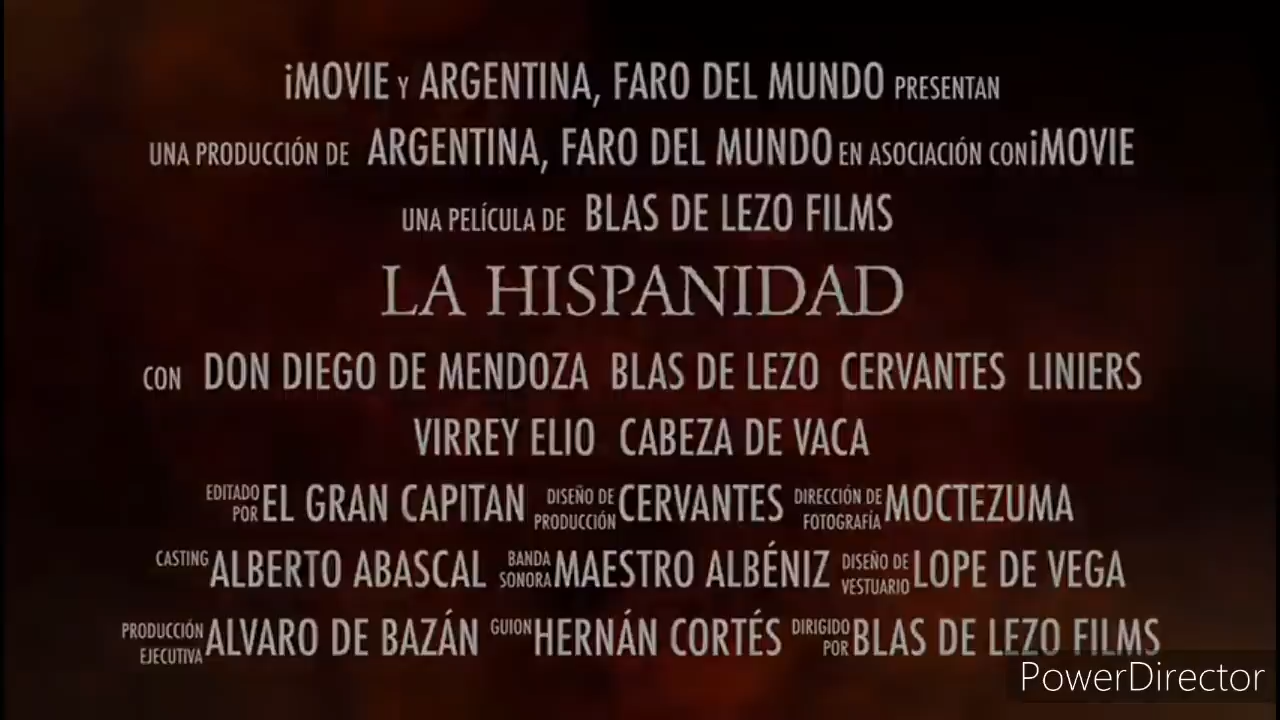 iMOVIE Y ARGENTINA, FARO DEL MUNDO PRESENTAN
UNA PRODUCCIÓN DE ARGENTINA, FARO DEL MUNDO EN ASOCIACIÓN CON iMOVIE
UNA PELÍCULA DE BLAS DE LEZO FILMS
LA HISPANIDAD
CON DON DIEGO DE MENDOZA BLAS DE LEZO CERVANTES LINIERS
VIRREY ELIO CABEZA DE VACA
EDITADO POR EL GRAN CAPITAN DISEÑO DE PRODUCCIÓN CERVANTES DIRECCIÓN DE FOTOGRAFÍA MOCTEZUMA
CASTING ALBERTO ABASCAL BANDA SONORA MAESTRO ALBÉNIZ DISEÑO DE VESTUARIO LOPE DE VEGA
PRODUCCIÓN EJECUTIVA ALVARO DE BAZÁN GUION HERNÁN CORTÉS DIRIGIDO POR BLAS DE LEZO FILMS
PowerDirector